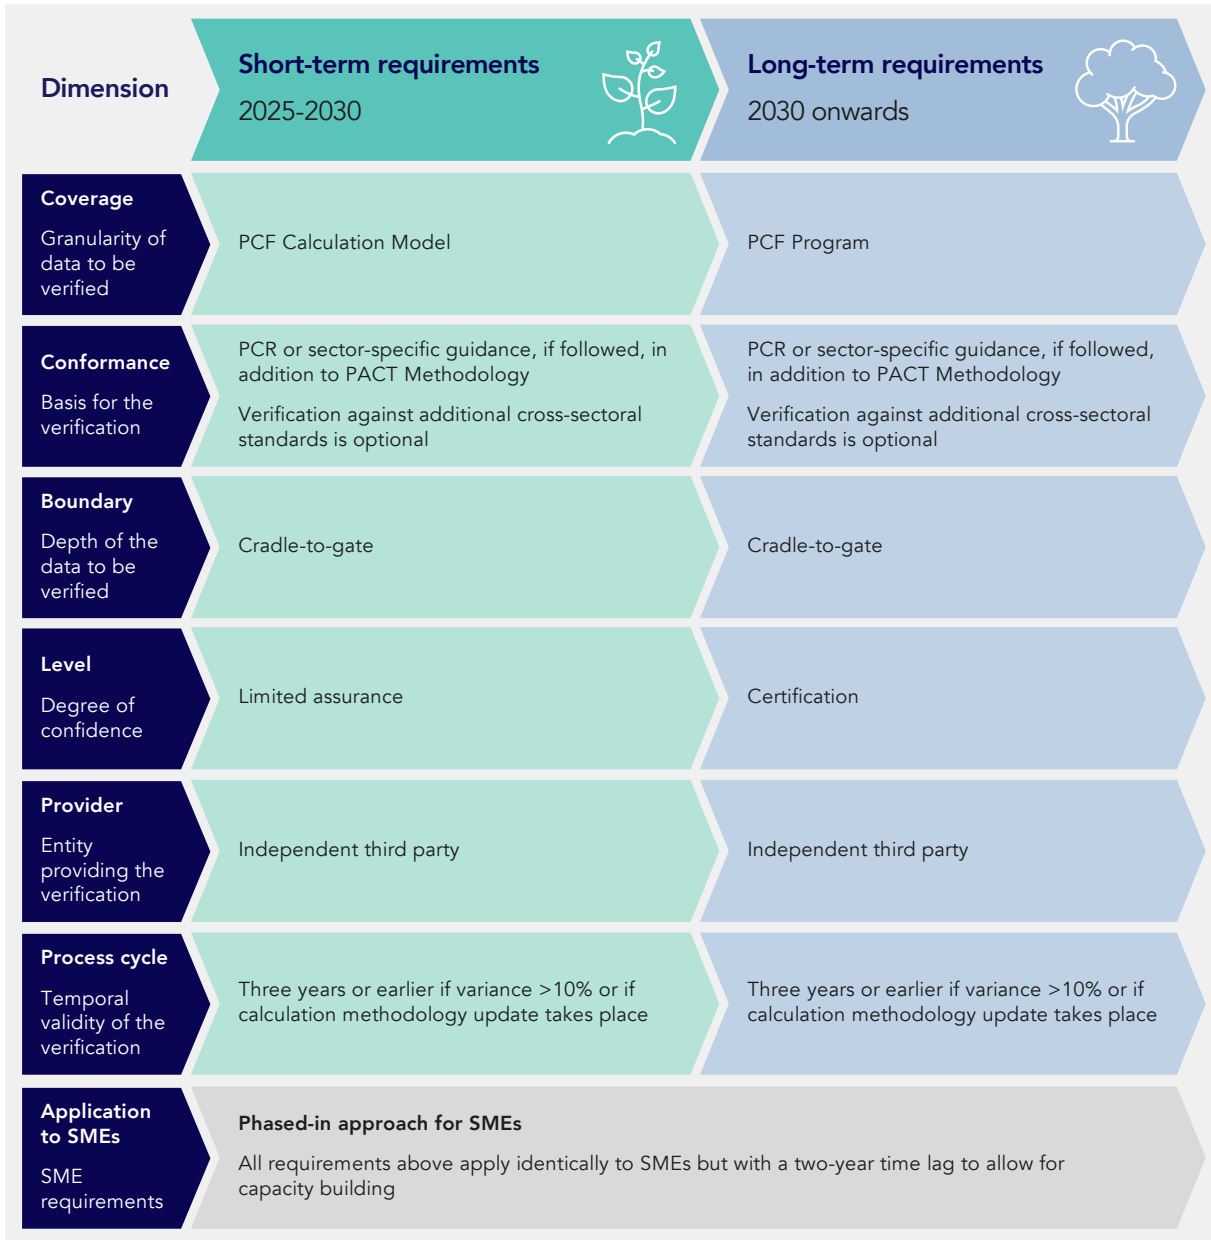 Dimension
Short-term requirements
2025-2030
Long-term requirements
2030 onwards
Coverage
Granularity of
data to be
verified
PCF Calculation Model
PCF Program
Conformance
Basis for the
verification
PCR or sector-specific guidance, if followed, in
addition to PACT Methodology
Verification against additional cross-sectoral
standards is optional
PCR or sector-specific guidance, if followed,
in addition to PACT Methodology
Verification against additional cross-sectoral
standards is optional
Boundary
Depth of the
data to be
verified
Cradle-to-gate
Cradle-to-gate
Level
Degree of
confidence
Limited assurance
Certification
Provider
Entity
providing the
verification
Independent third party
Independent third party
Process cycle
Temporal
validity of the
verification
Three years or earlier if variance >10% or if
calculation methodology update takes place
Three years or earlier if variance >10% or if
calculation methodology update takes place
Application
to SMEs
SME
requirements
Phased-in approach for SMEs
All requirements above apply identically to SMEs but with a two-year time lag to allow for
capacity building